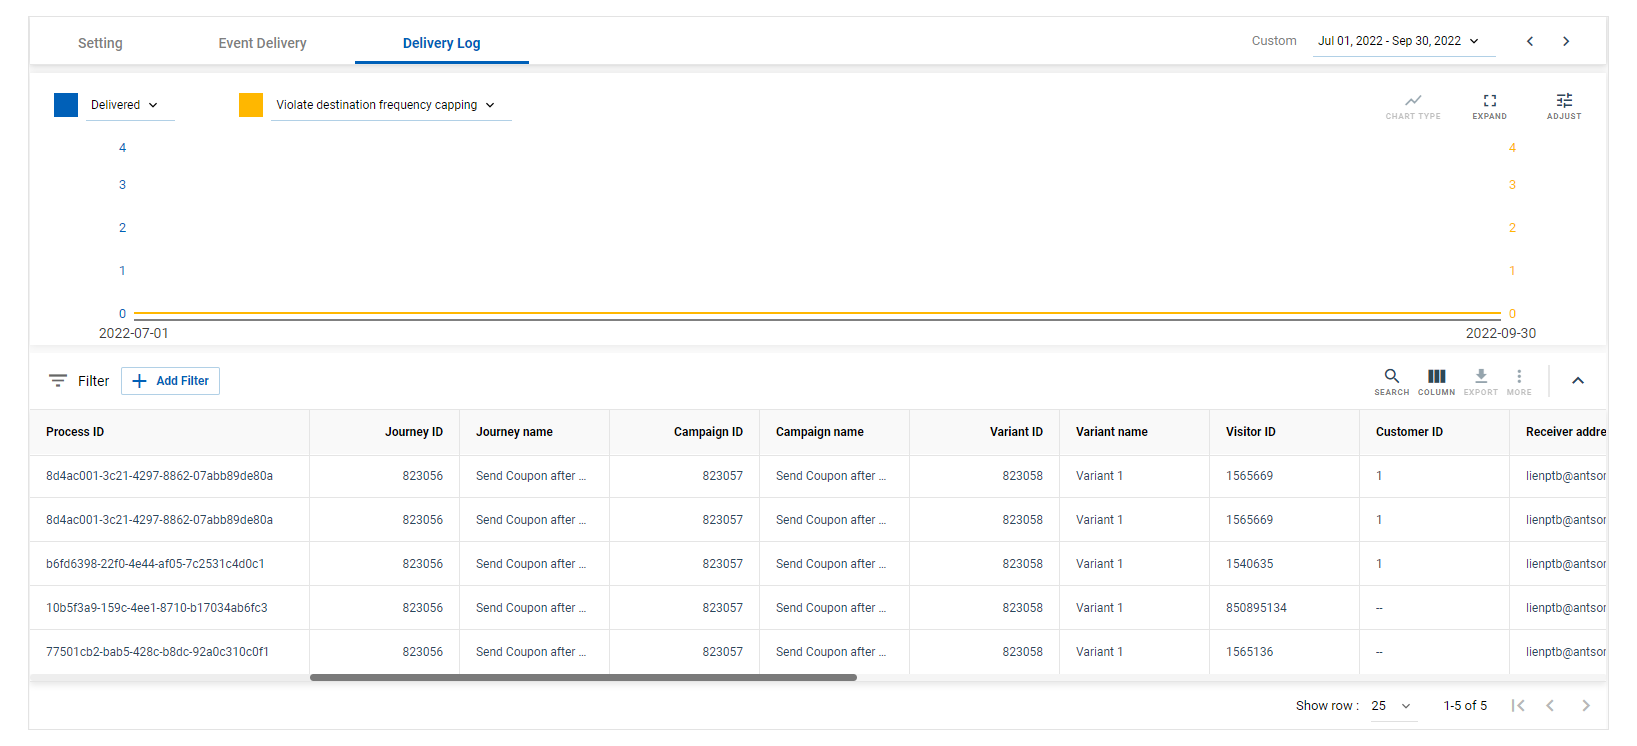 Setting Event Delivery Delivery Log Custom Jul 01, 2022 - Sep 30, 2022
Delivered Violate destination frequency capping
CHART TYPE EXPAND ADJUST
4 4
3 3
2 2
1 1
0 0
2022-07-01 2022-09-30
Filter Add Filter
SEARCH COLUMN EXPORT MORE
Process ID Journey ID Journey name Campaign ID Campaign name Variant ID Variant name Visitor ID Customer ID Receiver addre
8d4ac001-3c21-4297-8862-07abb89de80a 823056 Send Coupon after ... 823057 Send Coupon after ... 823058 Variant 1 1565669 1 lienptb@antsor
8d4ac001-3c21-4297-8862-07abb89de80a 823056 Send Coupon after ... 823057 Send Coupon after ... 823058 Variant 1 1565669 1 lienptb@antsor
b6fd6398-22f0-4e44-af05-7c2531c4d0c1 823056 Send Coupon after ... 823057 Send Coupon after ... 823058 Variant 1 1540635 1 lienptb@antsor
10b5f3a9-159c-4ee1-8710-b17034ab6fc3 823056 Send Coupon after ... 823057 Send Coupon after ... 823058 Variant 1 850895134 -- lienptb@antsor
77501cb2-bab5-428c-b8dc-92a0c310c0f1 823056 Send Coupon after ... 823057 Send Coupon after ... 823058 Variant 1 1565136 -- lienptb@antsor
Show row : 25 1-5 of 5